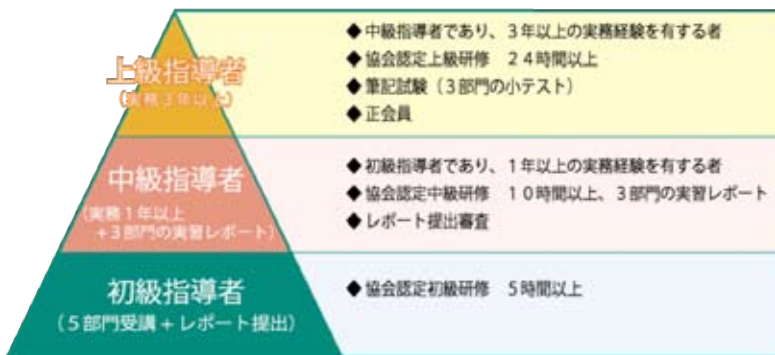 上級指導者
(実務3年以上)
◆中級指導者であり、3年以上の実務経験を有する者
◆協会認定上級研修 24時間以上
◆筆記試験(3部門の小テスト)
◆正会員
中級指導者
(実務1年以上
+3部門の実習レポート)
◆初級指導者であり、1年以上の実務経験を有する者
◆協会認定中級研修 10時間以上、3部門の実習レポート
◆レポート提出審査
初級指導者
(5部門受講+レポート提出)
◆協会認定初級研修 5時間以上